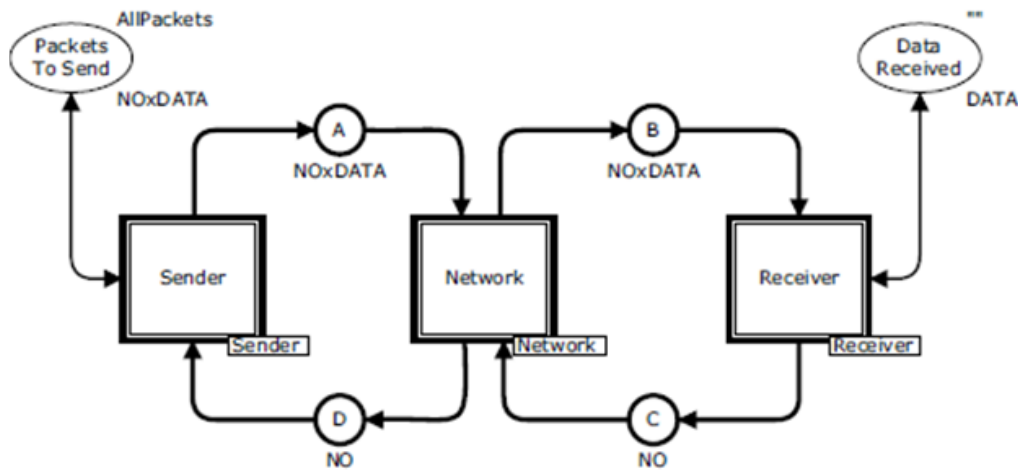 AllPackets
Packets
To Send
NOxDATA
""
Data
Received
DATA
A
NOxDATA
B
NOxDATA
Sender
Sender
Network
Network
Receiver
Receiver
D
NO
C
NO